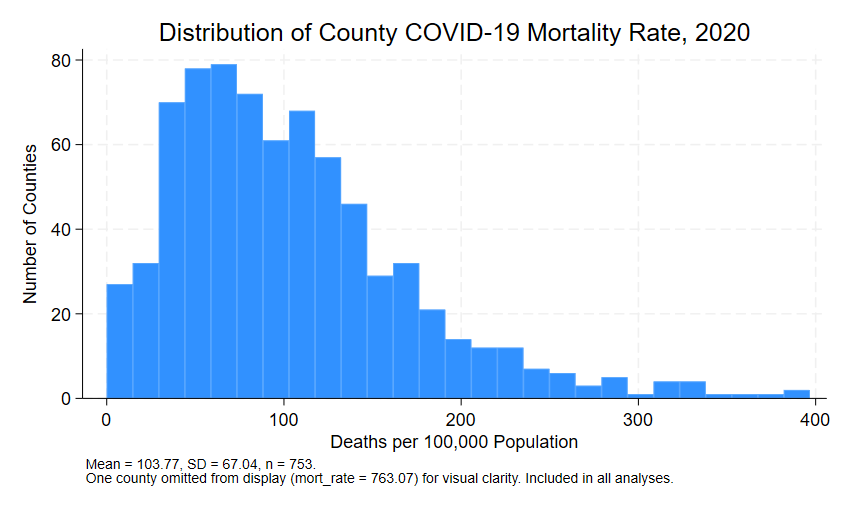 Distribution of County COVID-19 Mortality Rate, 2020
Number of Counties
80
60
40
20
0
0 100 200 300 400
Deaths per 100,000 Population
Mean = 103.77, SD = 67.04, n = 753.
One county omitted from display (mort_rate = 763.07) for visual clarity. Included in all analyses.